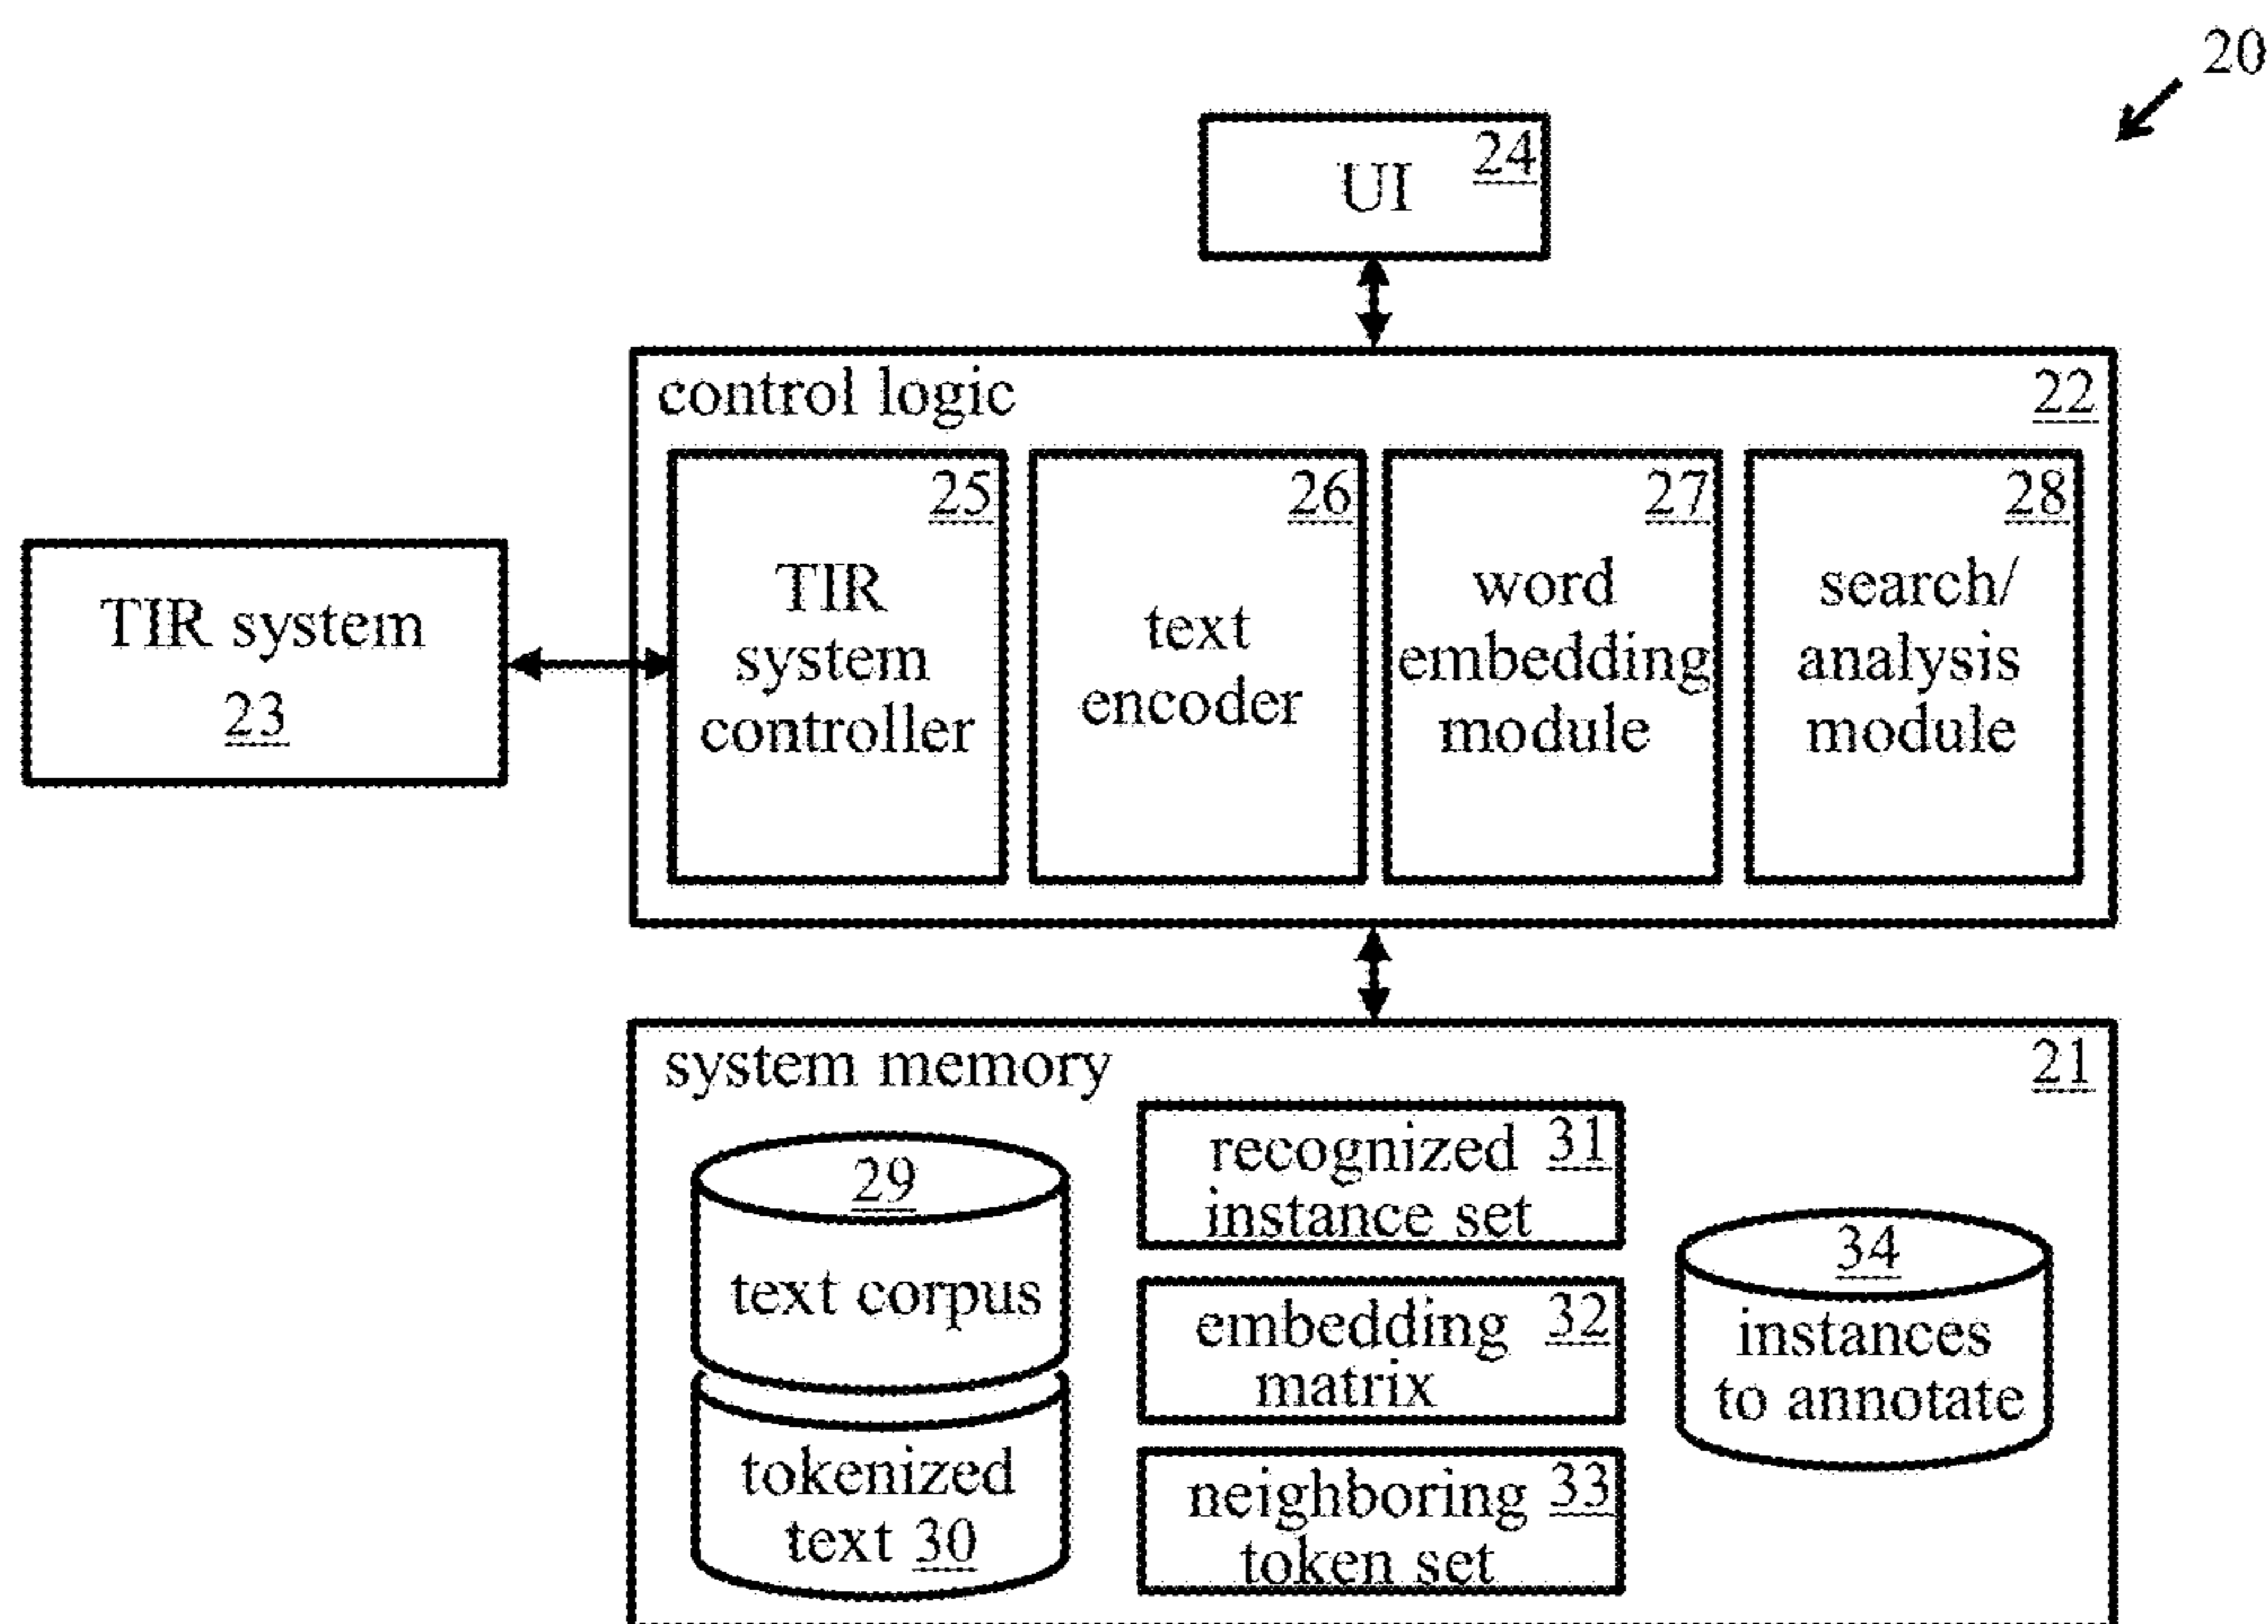 20
24
UI
control logic
22
25
TIR
system
controller
26
text
encoder
27
word
embedding
module
28
search/
analysis
module
TIR system
23
system memory
21
29
text corpus
tokenized
text 30
recognized 31
instance set
embedding 32
matrix
neighboring 33
token set
34
instances
to annotate